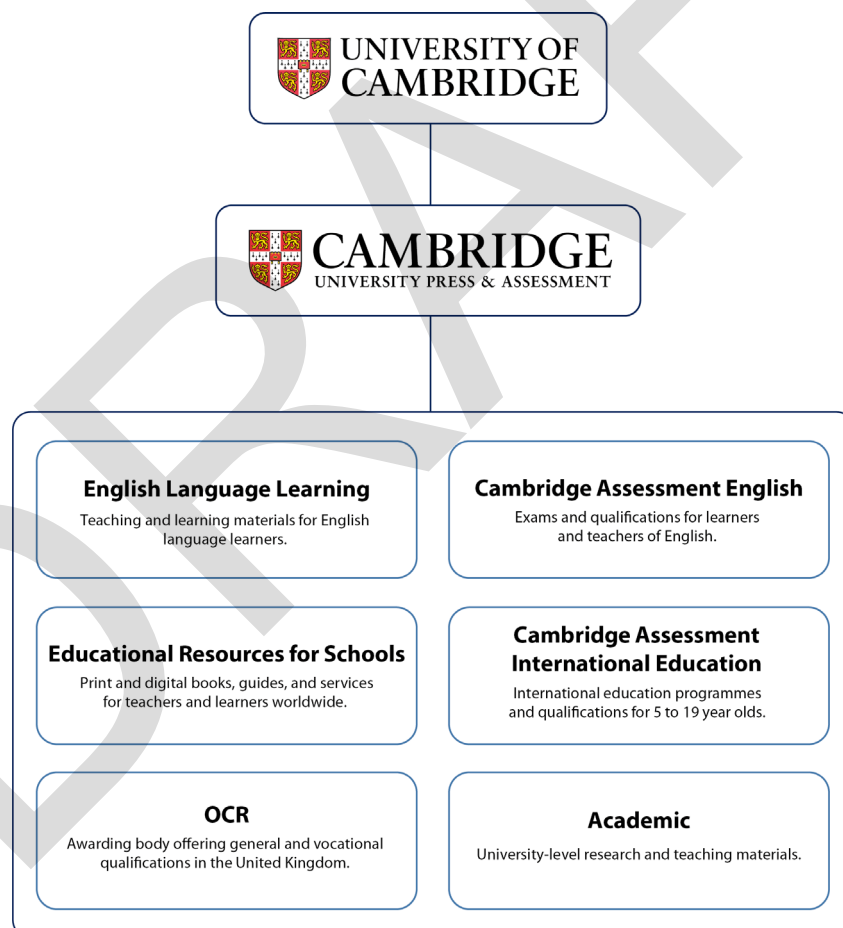 UNIVERSITY OF
CAMBRIDGE
CAMBRIDGE
UNIVERSITY PRESS & ASSESSMENT
English Language Learning
Teaching and learning materials for English
language learners.
Cambridge Assessment English
Exams and qualifications for learners
and teachers of English.
Educational Resources for Schools
Print and digital books, guides, and services
for teachers and learners worldwide.
Cambridge Assessment
International Education
International education programmes
and qualifications for 5 to 19 year olds.
OCR
Awarding body offering general and vocational
qualifications in the United Kingdom.
Academic
University-level research and teaching materials.
DRAF